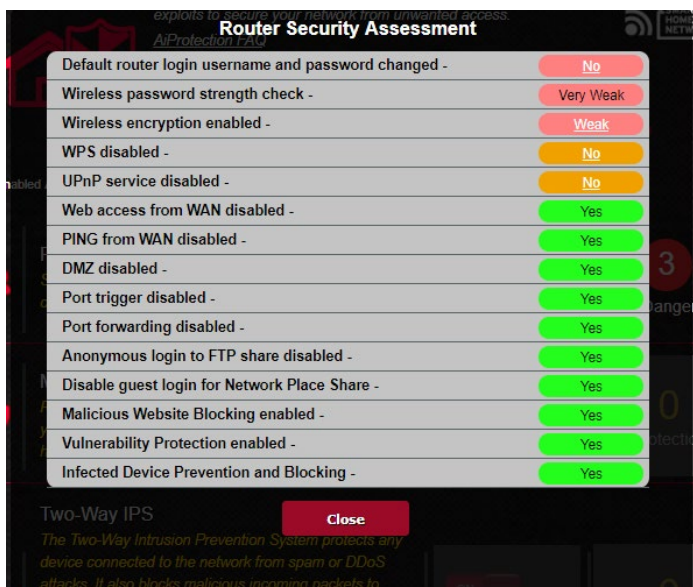 exploits to secure your network from unwanted access.
AiProtection FAQ
Router Security Assessment
Default router login username and password changed - No
Wireless password strength check - Very Weak
Wireless encryption enabled - Weak
WPS disabled - No
UPnP service disabled - No
Web access from WAN disabled - Yes
PING from WAN disabled - Yes
DMZ disabled - Yes
Port trigger disabled - Yes
Port forwarding disabled - Yes
Anonymous login to FTP share disabled - Yes
Disable guest login for Network Place Share - Yes
Malicious Website Blocking enabled - Yes
Vulnerability Protection enabled - Yes
Infected Device Prevention and Blocking - Yes
3
0
Close
Two-Way IPS
The Two-Way Intrusion Prevention System protects any
device connected to the network from spam or DDoS
attacks. It also blocks malicious incoming packets to